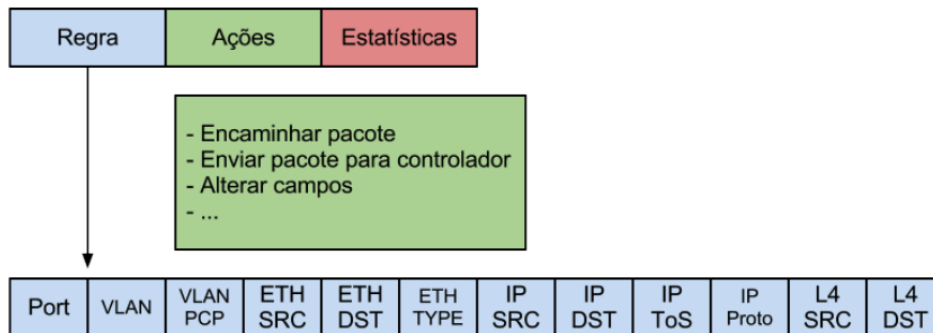 Regra Ações Estatísticas
- Encaminhar pacote
- Enviar pacote para controlador
- Alterar campos
- ...
Port VLAN VLAN PCP ETH SRC ETH DST ETH TYPE IP SRC IP DST IP ToS IP Proto L4 SRC L4 DST